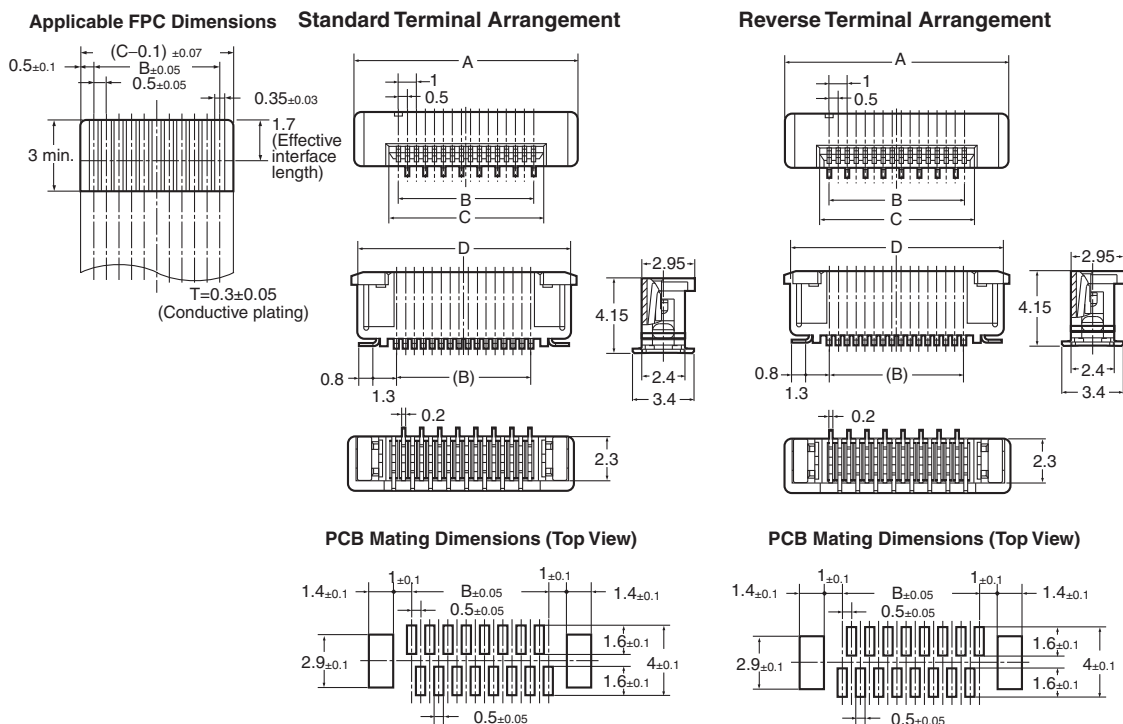 Applicable FPC Dimensions
(C−0.1) ±0.07
0.5±0.1
B±0.05
0.5±0.05
0.35±0.03
3 min.
1.7
(Effective
interface
length)
T=0.3±0.05
(Conductive plating)
Standard Terminal Arrangement
A
1
0.5
B
C
D
2.95
4.15
0.8
1.3
(B)
2.4
3.4
0.2
2.3
PCB Mating Dimensions (Top View)
1±0.1
1±0.1
1.4±0.1
B±0.05
1.4±0.1
0.5±0.05
2.9±0.1
1.6±0.1
4±0.1
1.6±0.1
0.5±0.05
Reverse Terminal Arrangement
A
1
0.5
B
C
D
2.95
4.15
0.8
1.3
(B)
2.4
3.4
0.2
2.3
PCB Mating Dimensions (Top View)
1±0.1
1±0.1
1.4±0.1
B±0.05
1.4±0.1
0.5±0.05
2.9±0.1
1.6±0.1
4±0.1
1.6±0.1
0.5±0.05